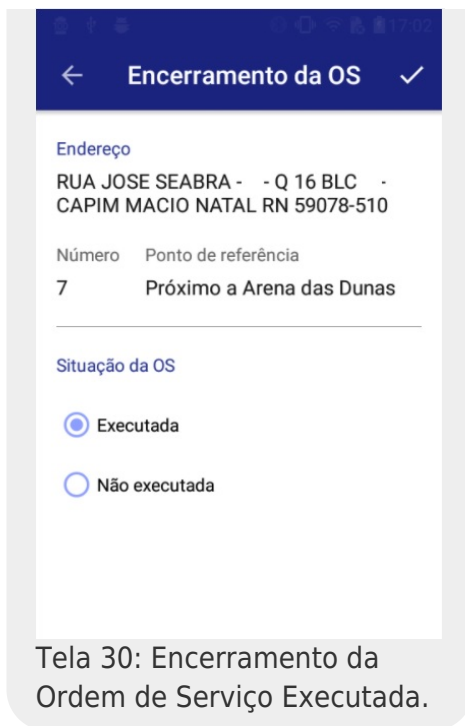 17:02
Encerramento da OS
Endereço
RUA JOSE SEABRA - - Q 16 BLC -
CAPIM MACIO NATAL RN 59078-510
Número Ponto de referência
7 Próximo a Arena das Dunas
Situação da OS
Executada
Não executada
Tela 30: Encerramento da
Ordem de Serviço Executada.